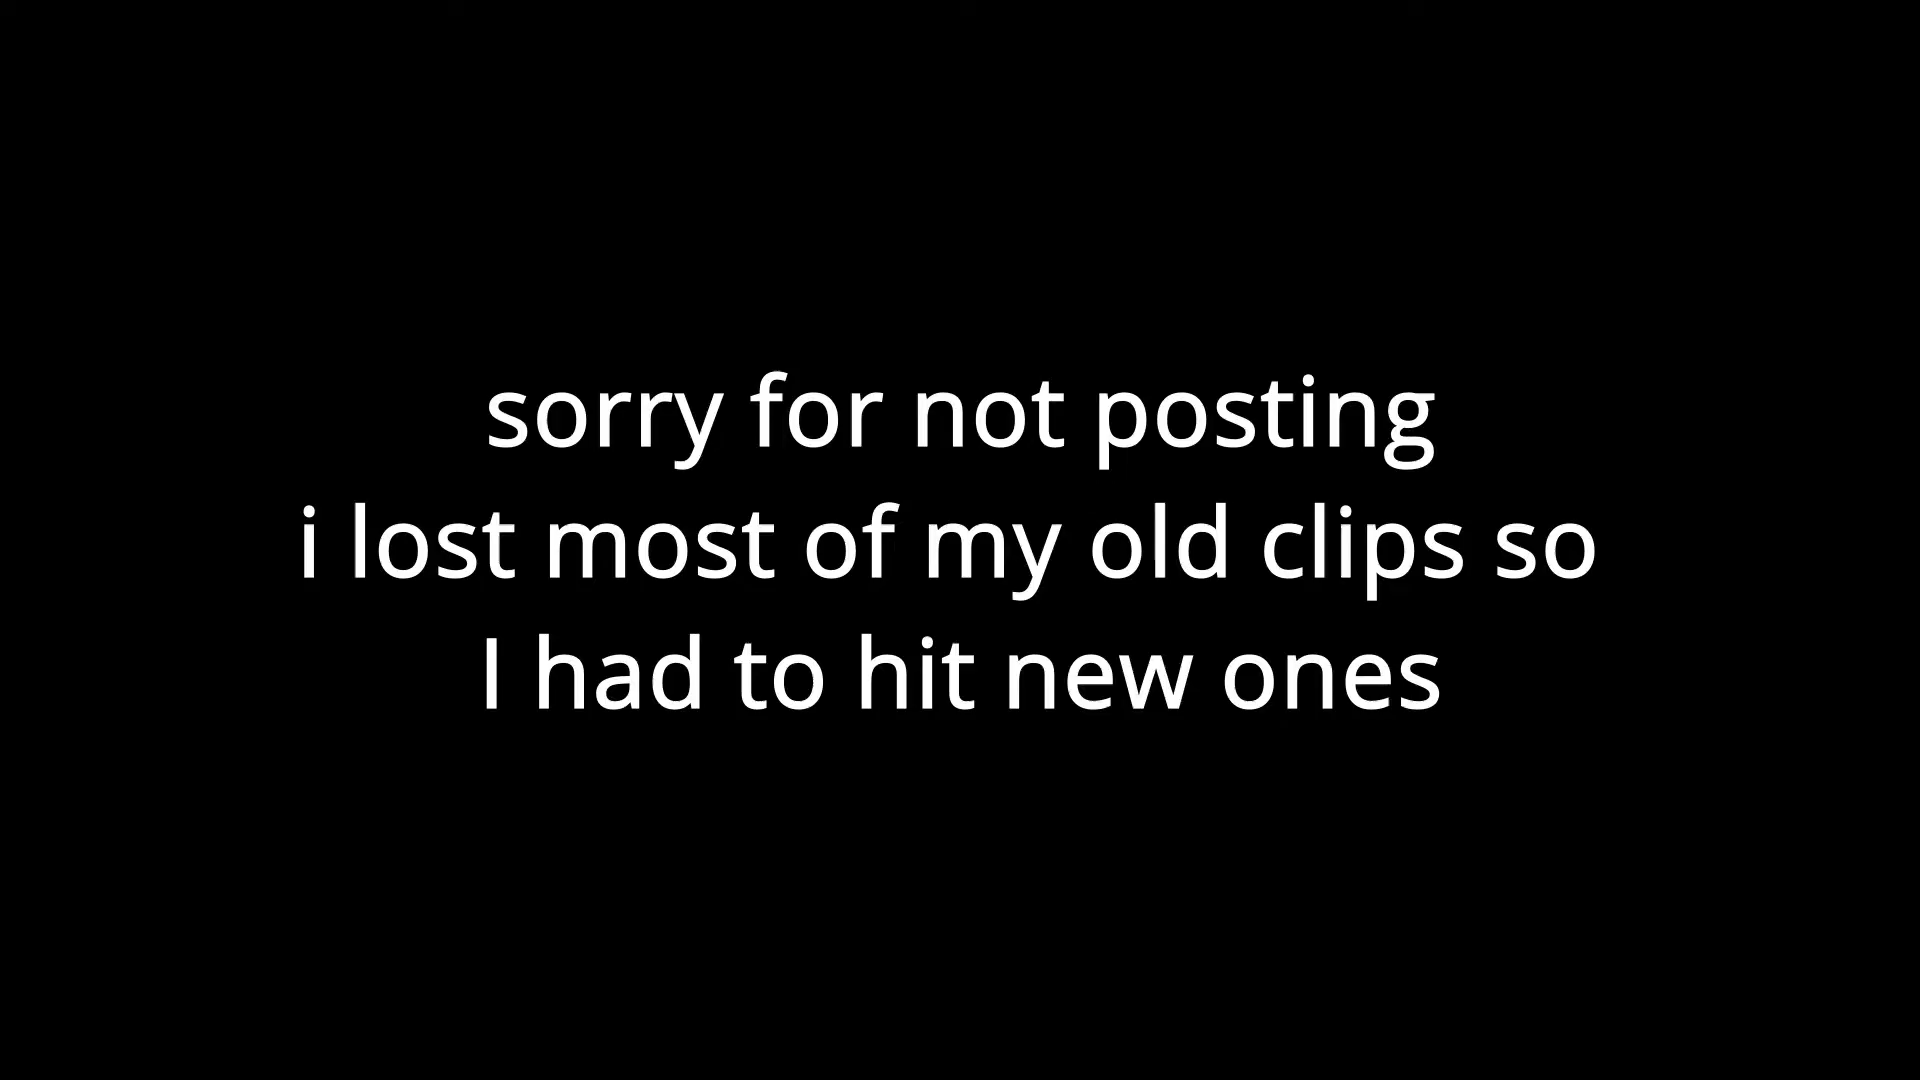 sorry for not posting
i lost most of my old clips so
I had to hit new ones